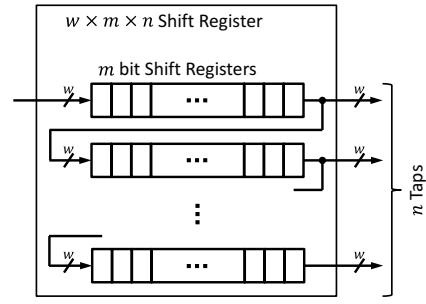 w × m × n Shift Register
m bit Shift Registers
w
...
w
w
...
w
...
w
...
w
n Taps